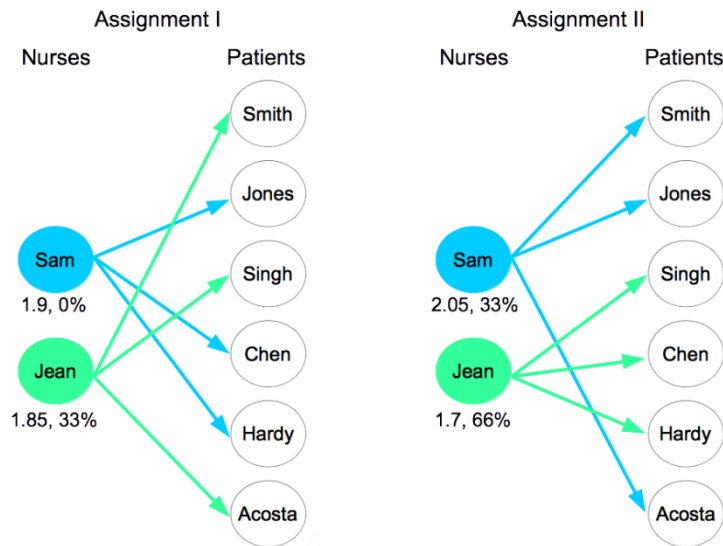 Assignment I
Nurses
Patients
Smith
Jones
Sam
Singh
1.9, 0%
Chen
Jean
1.85, 33%
Hardy
Acosta
Assignment II
Nurses
Patients
Smith
Jones
Sam
Singh
2.05, 33%
Chen
Jean
1.7, 66%
Hardy
Acosta